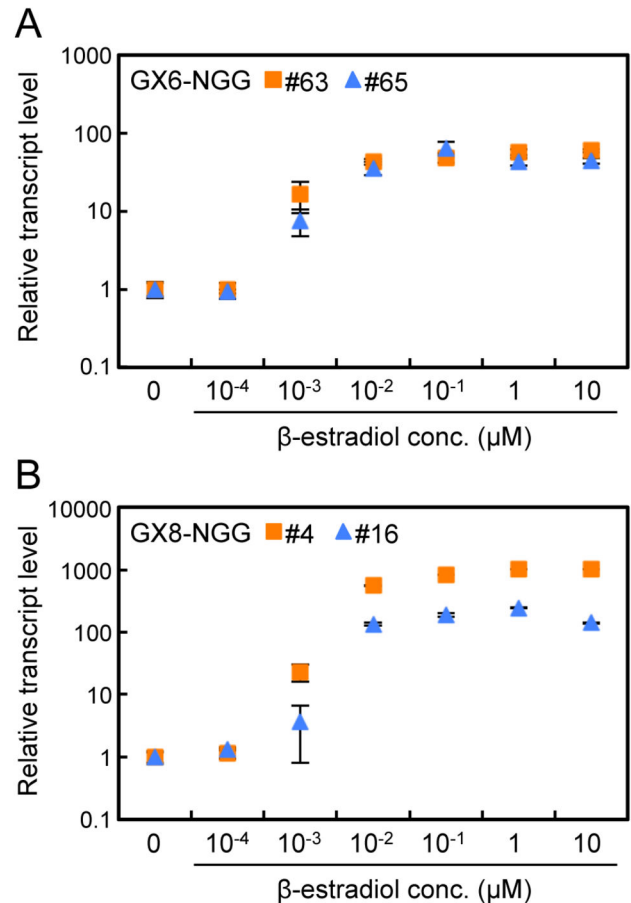 A
1000
GX6-NGG #63 #65
100
10
1
0.1
Relative transcript level
0 10⁻⁴ 10⁻³ 10⁻² 10⁻¹ 1 10
β-estradiol conc. (μM)
B
10000
GX8-NGG #4 #16
1000
100
10
1
0.1
Relative transcript level
0 10⁻⁴ 10⁻³ 10⁻² 10⁻¹ 1 10
β-estradiol conc. (μM)